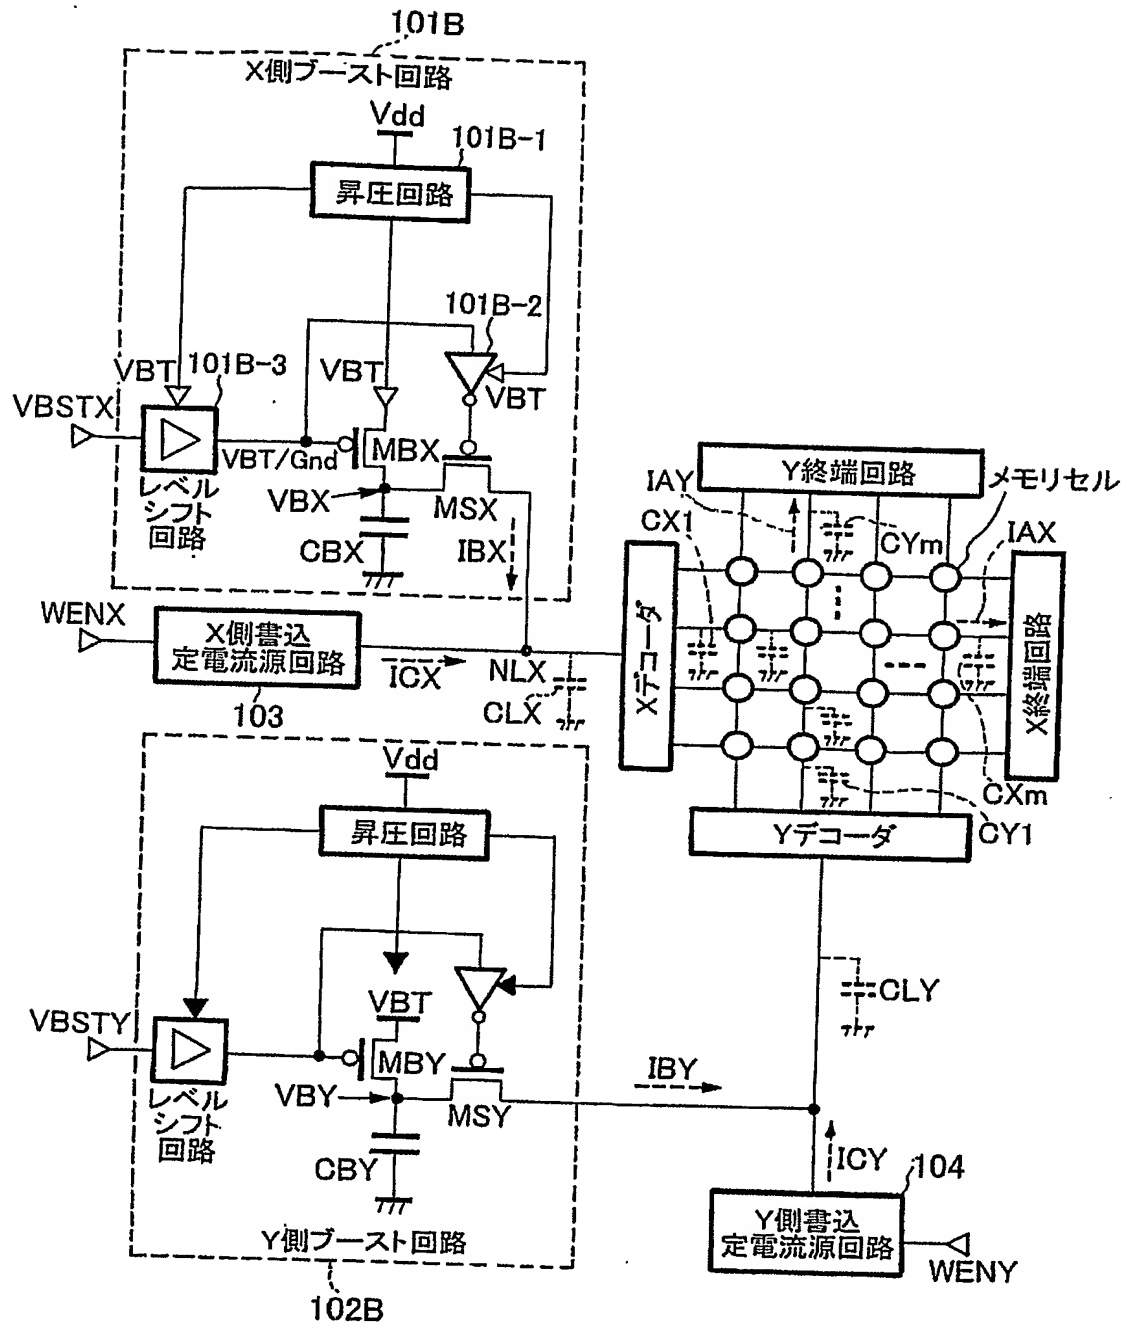 101B
X側ブースト回路
Vdd
101B-1
昇圧回路
101B-2
VBT
101B-3
VBT
VBT
VBSTX
VBT/Gnd
MBX
レベル
シフト
回路
VBX
MSX
CBX
IBX
WENX
X側書込
定電流源回路
103
ICX
NLX
CLX
Y終端回路
メモリセル
IAY
CX1
CYm
IAX
Xデコーダ
X終端回路
CXm
CY1
Yデコーダ
Vdd
昇圧回路
VBT
VBSTY
MBY
レベル
シフト
回路
VBY
MSY
CBY
IBY
CLY
ICY
104
Y側書込
定電流源回路
WENY
Y側ブースト回路
102B